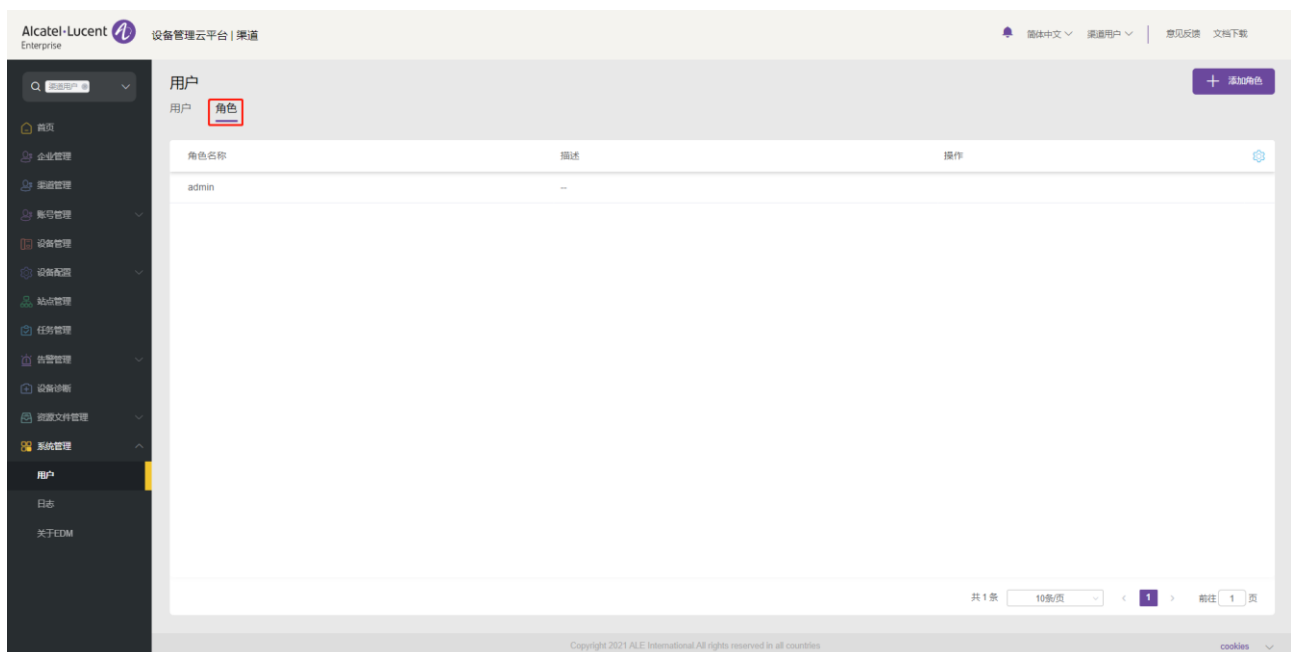 Alcatel·Lucent
Enterprise
设备管理云平台 | 渠道
简体中文 渠道用户 意见反馈 文档下载
渠道用户
用户
添加角色
用户 角色
首页
企业管理
渠道管理
账号管理
设备管理
设备配置
站点管理
任务管理
告警管理
设备诊断
资源文件管理
系统管理
用户
日志
关于EDM
角色名称 描述 操作
admin --
共 1 条 10条/页 < 1 > 前往 1 页
Copyright 2021 ALE International.All rights reserved in all countries
cookies